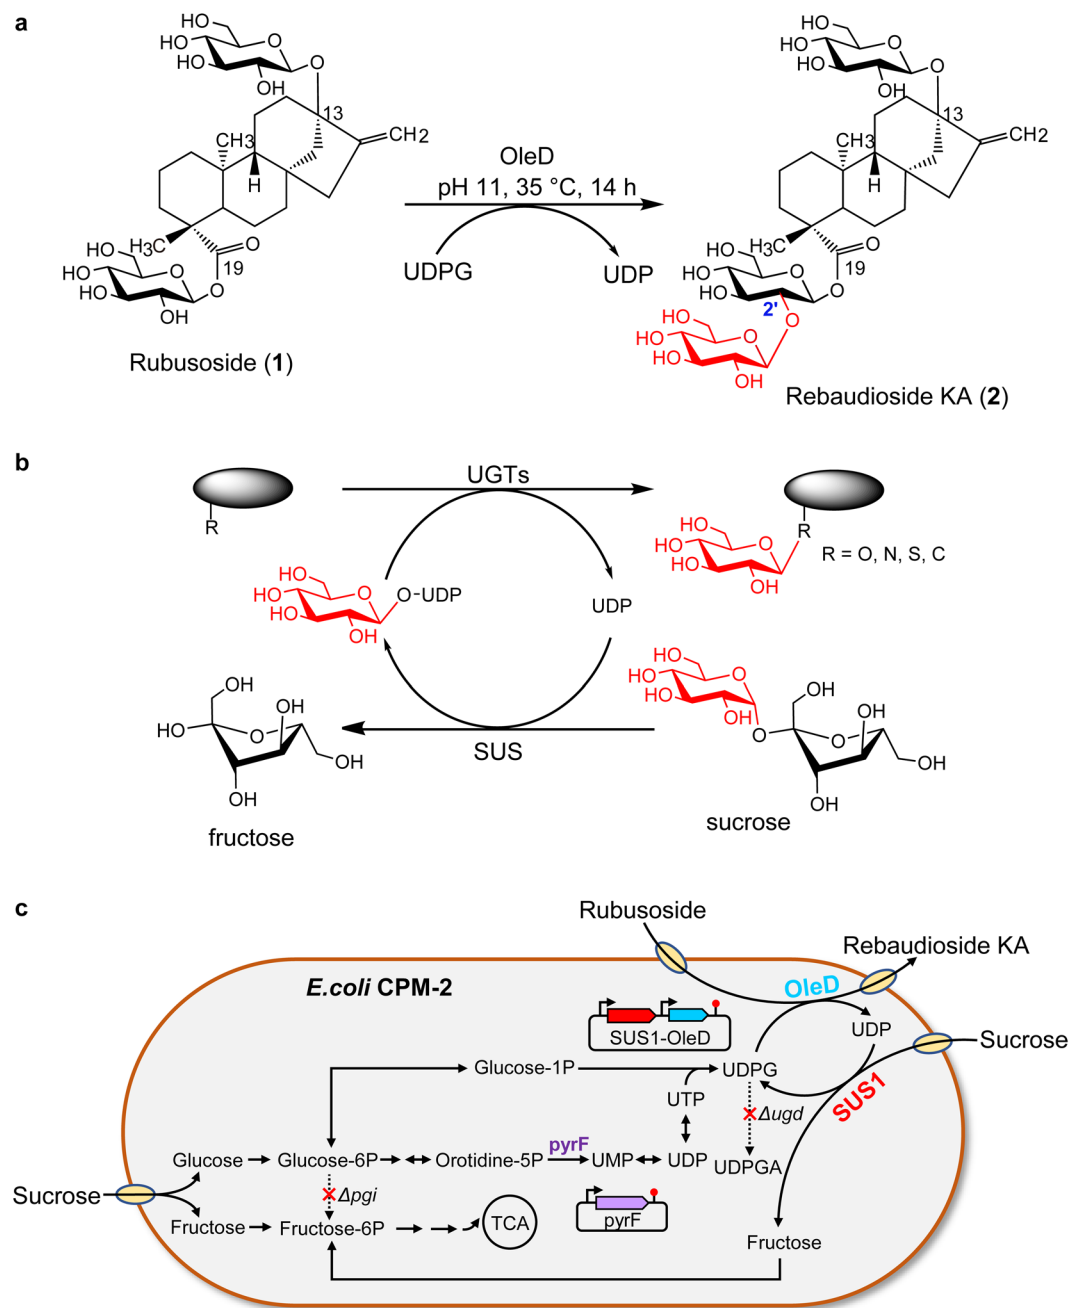 a
HO
HO
HO
O
O
OH
13
CH3
CH2
H
H3C
O
19
HO
HO
HO
O
O
OH
Rubusoside (1)
OleD
pH 11, 35 °C, 14 h
UDPG
UDP
HO
HO
HO
O
O
OH
13
CH3
CH2
H
H3C
O
19
HO
HO
HO
O
O
2'
O
HO
HO
HO
O
OH
Rebaudioside KA (2)
b
UGTs
R
HO
HO
HO
O
OH
R
R = O, N, S, C
HO
HO
HO
O
OH
O-UDP
UDP
OH
HO
O
OH
OH
OH
fructose
SUS
HO
HO
HO
O
OH
O
OH
O
OH
OH
OH
sucrose
c
Rubusoside
Rebaudioside KA
E.coli CPM-2
OleD
SUS1-OleD
UDP
Sucrose
Glucose-1P
UDPG
SUS1
UTP
Δugd
pyrF
Glucose
Glucose-6P
Orotidine-5P
UMP
UDP
UDPGA
Sucrose
Δpgi
Fructose
Fructose-6P
TCA
pyrF
Fructose